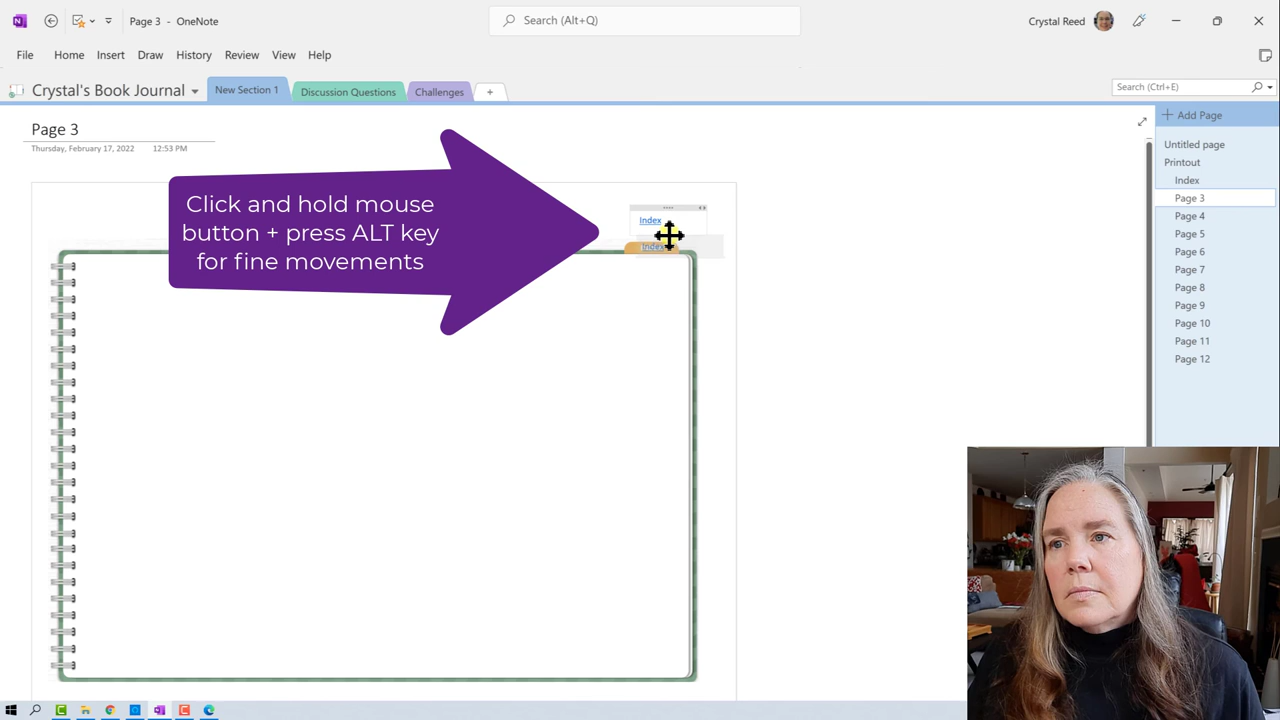 Page 3 - OneNote
Search (Alt+Q)
Crystal Reed
File Home Insert Draw History Review View Help
Crystal's Book Journal
New Section 1
Discussion Questions
Challenges
+
Search (Ctrl+E)
Page 3
Thursday, February 17, 2022 12:53 PM
Click and hold mouse
button + press ALT key
for fine movements
Index
Index
Add Page
Untitled page
Printout
Index
Page 3
Page 4
Page 5
Page 6
Page 7
Page 8
Page 9
Page 10
Page 11
Page 12